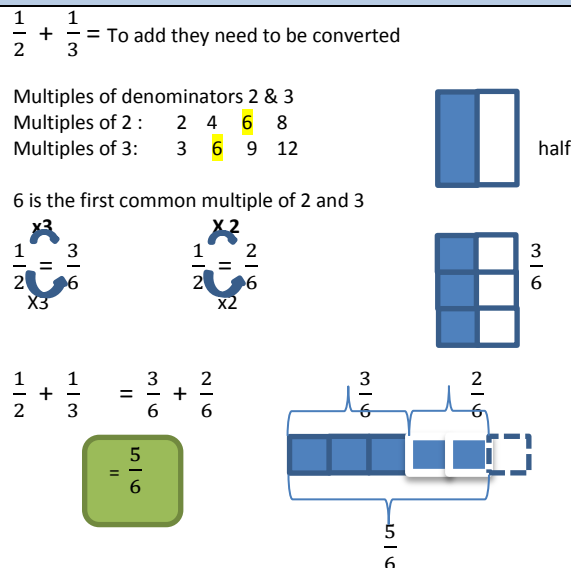 1/2 + 1/3 = To add they need to be converted
Multiples of denominators 2 & 3
Multiples of 2 : 2 4 6 8
Multiples of 3: 3 6 9 12
half
6 is the first common multiple of 2 and 3
x3 X 2
1/2 = 3/6 1/2 = 2/6
X3 x2
3/6
1/2 + 1/3 = 3/6 + 2/6
= 5/6
3/6 2/6
5/6